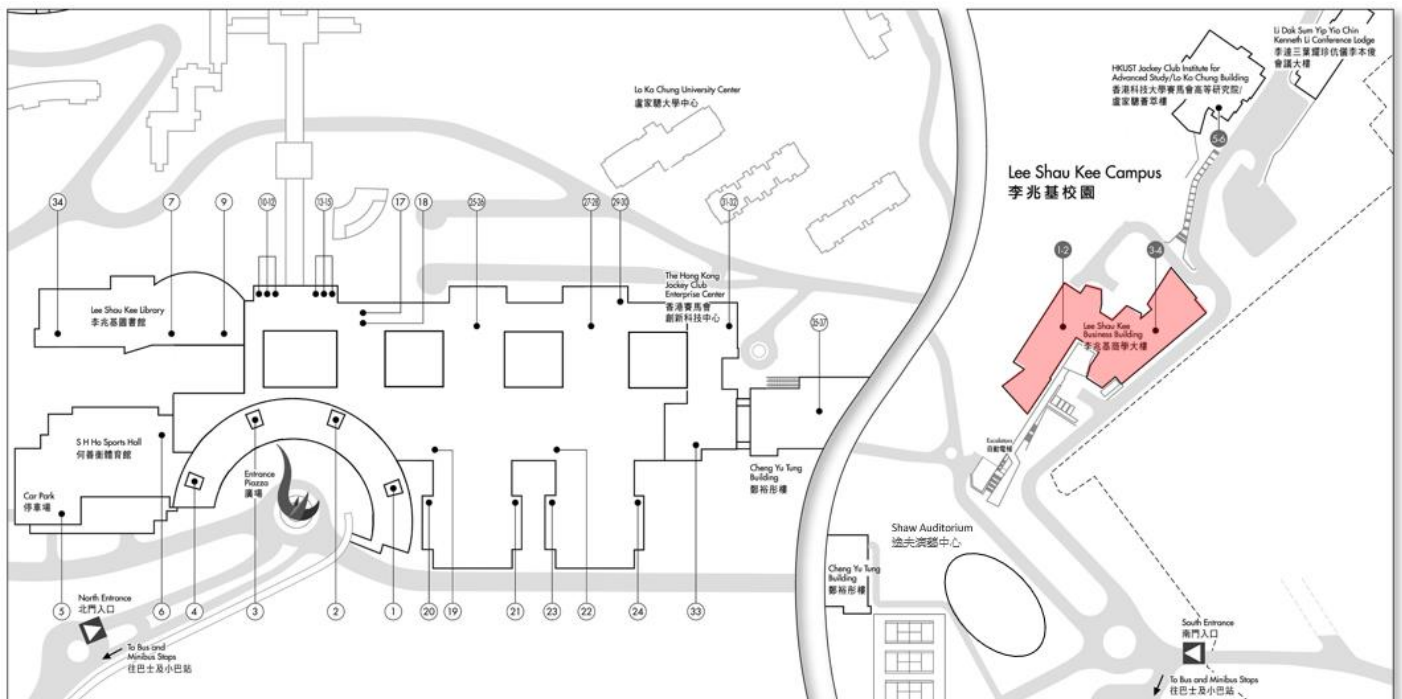 Li Dak Sum Yip Yio Chin
Kenneth Li Conference Lodge
李達三葉耀珍伉儷李本俊
會議大樓
HKUST Jockey Club Institute for
Advanced Study/Lo Ka Chung Building
香港科技大學賽馬會高等研究院/
盧家驄薈萃樓
Lo Ka Chung University Center
盧家驄大學中心
5-6
Lee Shau Kee Campus
李兆基校園
34
7
9
10-12
13-15
17
18
25-26
27-28
29-30
31-32
1-2
3-4
The Hong Kong
Jockey Club
Enterprise Center
香港賽馬會
創新科技中心
Lee Shau Kee Library
李兆基圖書館
35-37
Lee Shau Kee
Business Building
李兆基商學大樓
S H Ho Sports Hall
何善衡體育館
Escalators
自動電梯
Entrance
Piazza
廣場
Cheng Yu Tung
Building
鄭裕彤樓
Car Park
停車場
Shaw Auditorium
逸夫演藝中心
Cheng Yu Tung
Building
鄭裕彤樓
North Entrance
北門入口
5
6
4
3
2
1
20
19
21
23
22
24
33
South Entrance
南門入口
To Bus and
Minibus Stops
往巴士及小巴站
To Bus and Minibus Stops
往巴士及小巴站